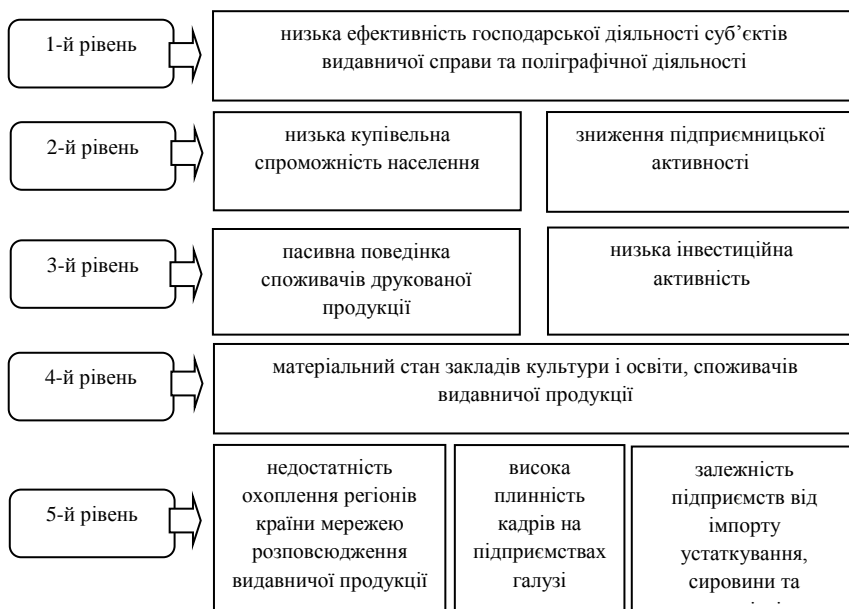 1-й рівень
низька ефективність господарської діяльності суб’єктів
видавничої справи та поліграфічної діяльності
2-й рівень
низька купівельна
спроможність населення
зниження підприємницької
активності
3-й рівень
пасивна поведінка
споживачів друкованої
продукції
низька інвестиційна
активність
4-й рівень
матеріальний стан закладів культури і освіти, споживачів
видавничої продукції
5-й рівень
недостатність
охоплення регіонів
країни мережею
розповсюдження
видавничої продукції
висока
плинність
кадрів на
підприємствах
галузі
залежність
підприємств від
імпорту
устаткування,
сировини та